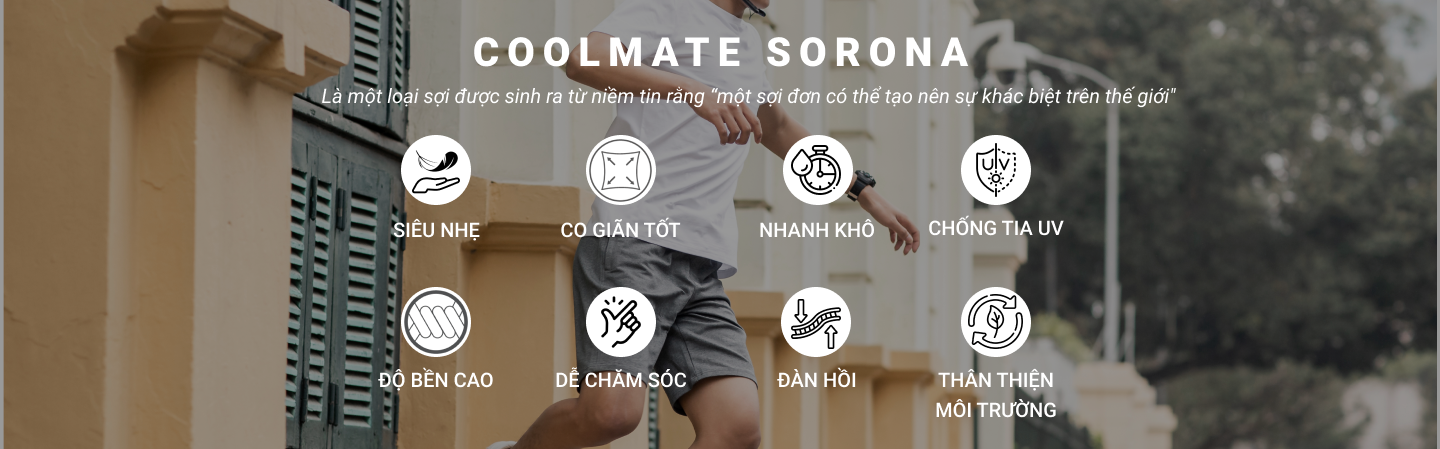 COOLMATE SORONA
Là một loại sợi được sinh ra từ niềm tin rằng “một sợi đơn có thể tạo nên sự khác biệt trên thế giới"
SIÊU NHẸ
CO GIÃN TỐT
NHANH KHÔ
CHỐNG TIA UV
UV
ĐỘ BỀN CAO
DỄ CHĂM SÓC
ĐÀN HỒI
THÂN THIỆN
MÔI TRƯỜNG